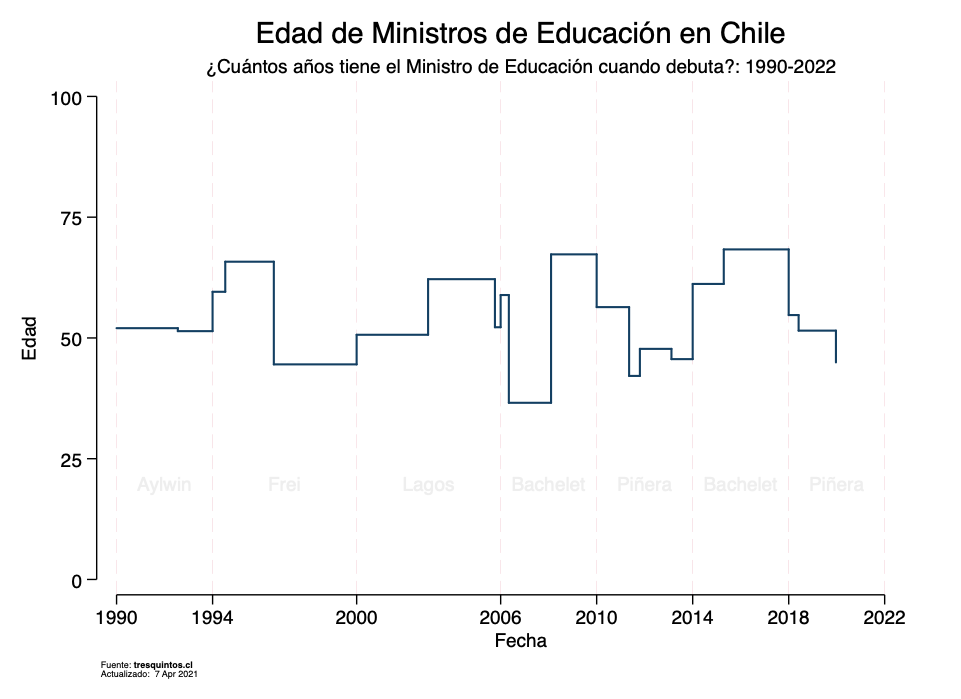 Edad de Ministros de Educación en Chile
¿Cuántos años tiene el Ministro de Educación cuando debuta?: 1990-2022
100
75
50
25
0
Edad
Aylwin Frei Lagos Bachelet Piñera Bachelet Piñera
1990 1994 2000 2006 2010 2014 2018 2022
Fecha
Fuente: tresquintos.cl
Actualizado: 7 Apr 2021